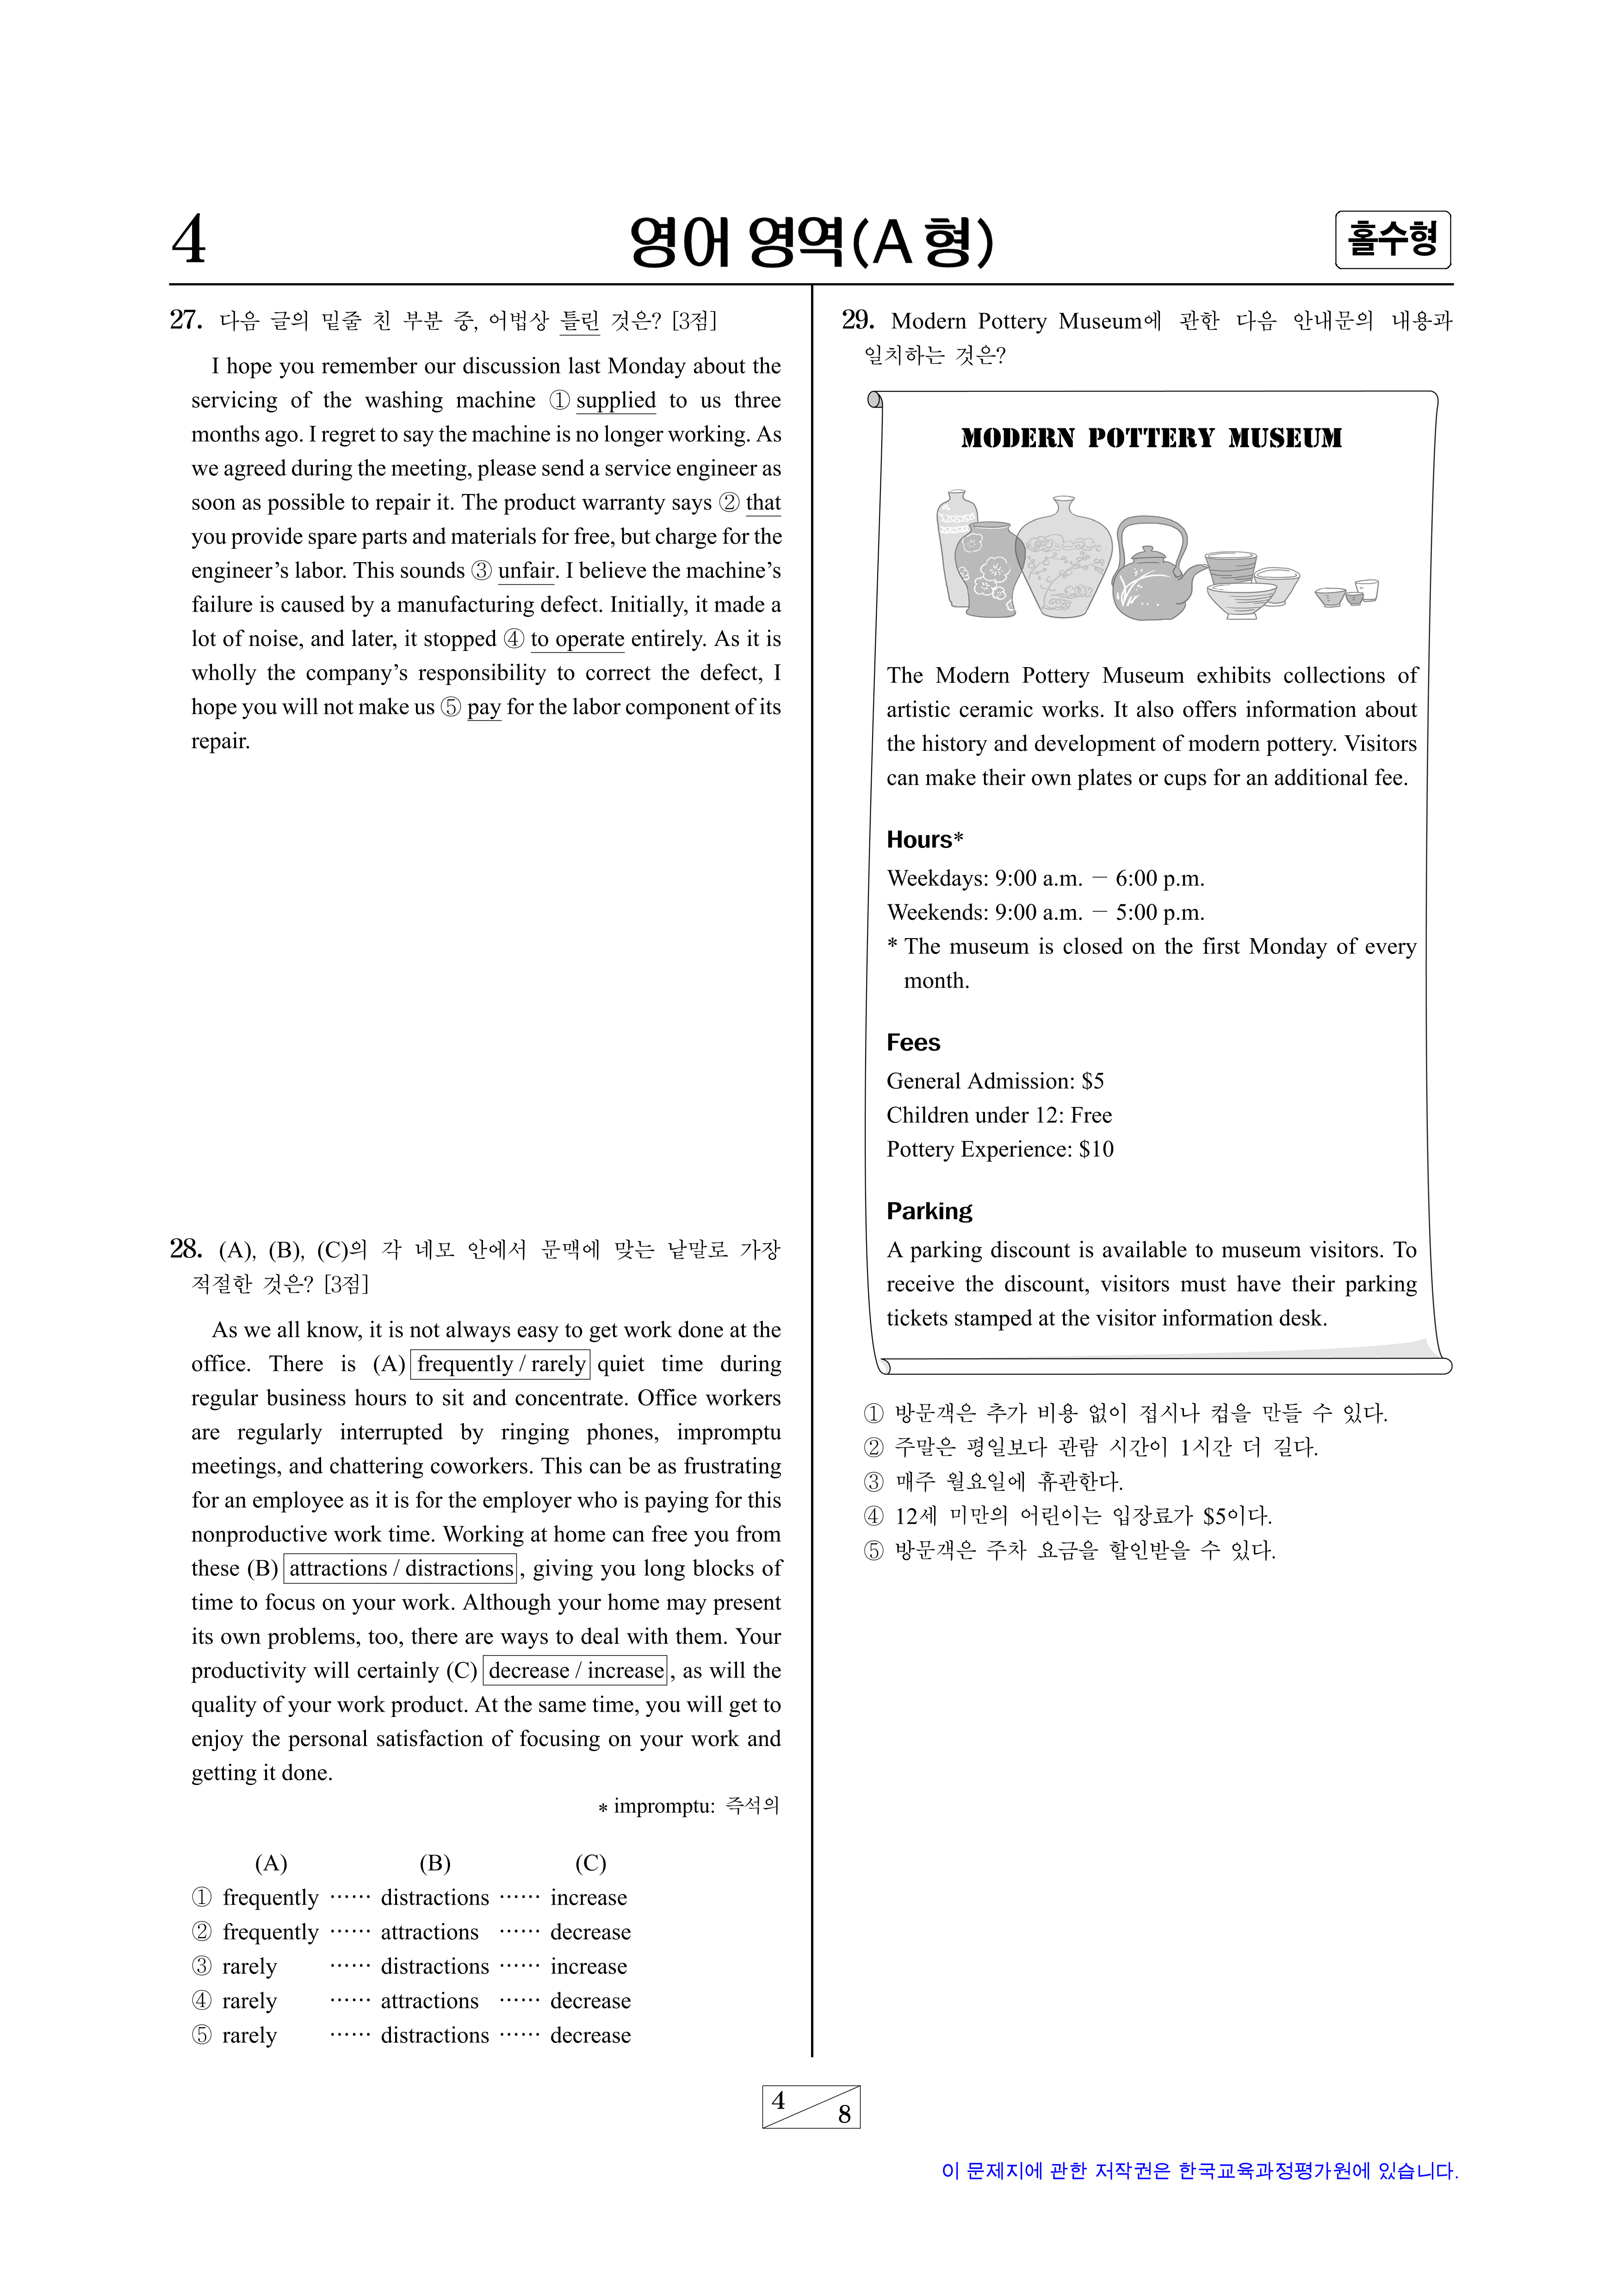 4
영어 영역(A 형)
홀수형
27. 다음 글의 밑줄 친 부분 중, 어법상 틀린 것은? [3점]
I hope you remember our discussion last Monday about the
servicing of the washing machine ① supplied to us three
months ago. I regret to say the machine is no longer working. As
we agreed during the meeting, please send a service engineer as
soon as possible to repair it. The product warranty says ② that
you provide spare parts and materials for free, but charge for the
engineer's labor. This sounds ③ unfair. I believe the machine's
failure is caused by a manufacturing defect. Initially, it made a
lot of noise, and later, it stopped ④ to operate entirely. As it is
wholly the company's responsibility to correct the defect, I
hope you will not make us ⑤ pay for the labor component of its
repair.
28. (A), (B), (C)의 각 네모 안에서 문맥에 맞는 낱말로 가장
적절한 것은? [3점]
As we all know, it is not always easy to get work done at the
office. There is (A) frequently / rarely quiet time during
regular business hours to sit and concentrate. Office workers
are regularly interrupted by ringing phones, impromptu
meetings, and chattering coworkers. This can be as frustrating
for an employee as it is for the employer who is paying for this
nonproductive work time. Working at home can free you from
these (B) attractions / distractions, giving you long blocks of
time to focus on your work. Although your home may present
its own problems, too, there are ways to deal with them. Your
productivity will certainly (C) decrease / increase, as will the
quality of your work product. At the same time, you will get to
enjoy the personal satisfaction of focusing on your work and
getting it done.
* impromptu: 즉석의
(A) (B) (C)
① frequently …… distractions …… increase
② frequently …… attractions …… decrease
③ rarely …… distractions …… increase
④ rarely …… attractions …… decrease
⑤ rarely …… distractions …… decrease
29. Modern Pottery Museum에 관한 다음 안내문의 내용과
일치하는 것은?
MODERN POTTERY MUSEUM
The Modern Pottery Museum exhibits collections of
artistic ceramic works. It also offers information about
the history and development of modern pottery. Visitors
can make their own plates or cups for an additional fee.
Hours*
Weekdays: 9:00 a.m. － 6:00 p.m.
Weekends: 9:00 a.m. － 5:00 p.m.
* The museum is closed on the first Monday of every
month.
Fees
General Admission: $5
Children under 12: Free
Pottery Experience: $10
Parking
A parking discount is available to museum visitors. To
receive the discount, visitors must have their parking
tickets stamped at the visitor information desk.
① 방문객은 추가 비용 없이 접시나 컵을 만들 수 있다.
② 주말은 평일보다 관람 시간이 1시간 더 길다.
③ 매주 월요일에 휴관한다.
④ 12세 미만의 어린이는 입장료가 $5이다.
⑤ 방문객은 주차 요금을 할인받을 수 있다.
4
8
이 문제지에 관한 저작권은 한국교육과정평가원에 있습니다.